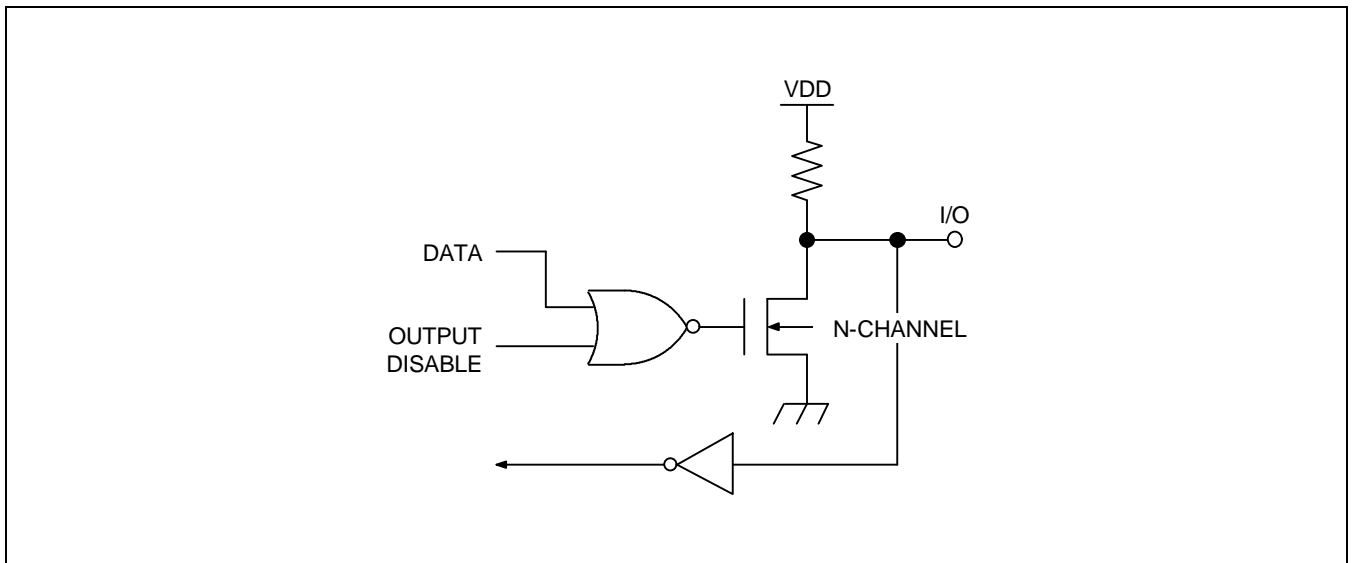 VDD
I/O
DATA
OUTPUT
DISABLE
N-CHANNEL